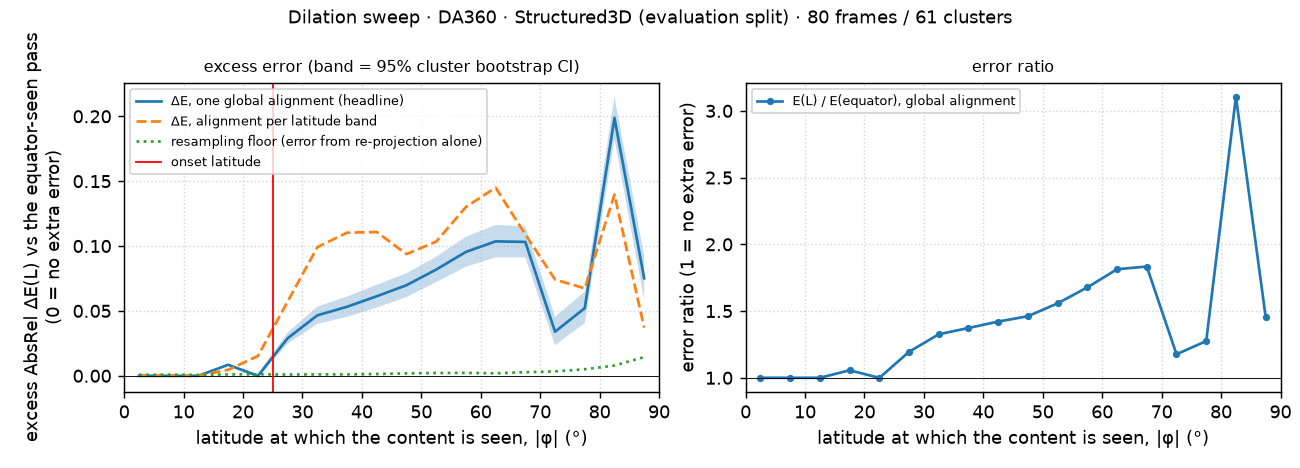 Dilation sweep · DA360 · Structured3D (evaluation split) · 80 frames / 61 clusters
excess error (band = 95% cluster bootstrap CI)
excess AbsRel ΔE(L) vs the equator-seen pass
(0 = no extra error)
0.20
0.15
0.10
0.05
0.00
ΔE, one global alignment (headline)
ΔE, alignment per latitude band
resampling floor (error from re-projection alone)
onset latitude
0 10 20 30 40 50 60 70 80 90
latitude at which the content is seen, |φ| (°)
error ratio
error ratio (1 = no extra error)
3.0
2.5
2.0
1.5
1.0
E(L) / E(equator), global alignment
0 10 20 30 40 50 60 70 80 90
latitude at which the content is seen, |φ| (°)